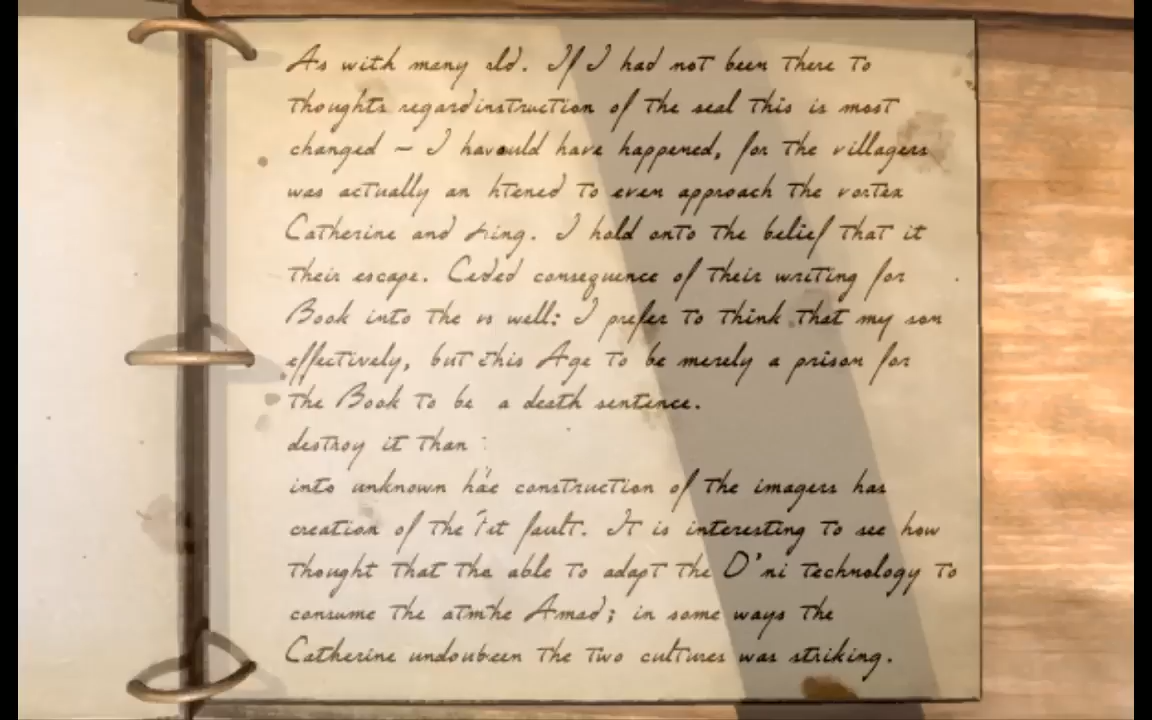 As with many rld. If I had not been there to
thoughts regardinstruction of the seal this is most
changed – I havould have happened, for the villagers
was actually an htened to even approach the vortex
Catherine and king. I hold onto the belief that it
their escape. Ceded consequence of their writing for
Book into the vs well: I prefer to think that my son
effectively, but this Age to be merely a prison for
the Book to be a death sentence.
destroy it than
into unknown hae construction of the imagers has
creation of the fault. It is interesting to see how
thought that the able to adapt the D'ni technology to
consume the atmhe Amad; in some ways the
Catherine undoubeen the two cultures was striking.